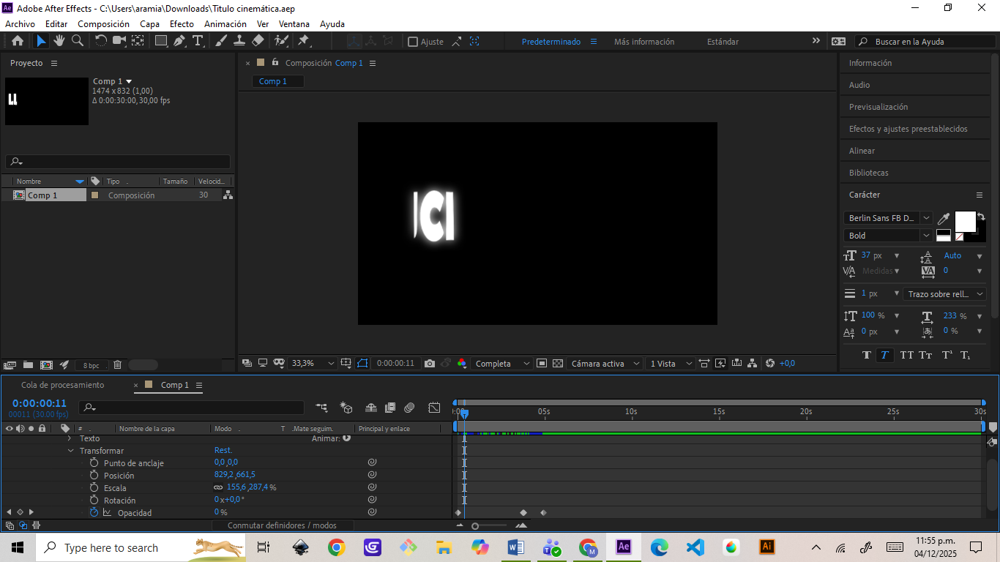 Adobe After Effects - C:\Users\aramia\Downloads\Titulo cinemática.aep
Archivo Editar Composición Capa Efecto Animación Ver Ventana Ayuda
Ajuste Predeterminado Más información Estándar Buscar en la Ayuda
Proyecto
Comp 1
1474 x 832 (1,00)
Δ 0:00:30:00, 30,00 fps
Nombre Tipo Tamaño Velocid...
Comp 1 Composición 30
8 bpc
Composición Comp 1
Comp 1
CI
33,3% 0:00:00:11 Completa Cámara activa 1 Vista +0,0
Información
Audio
Previsualización
Efectos y ajustes preestablecidos
Alinear
Bibliotecas
Carácter
Berlin Sans FB D...
Bold
37 px Auto
Medidas 0
1 px Trazo sobre rell...
100 % 233 %
0 px 0 %
T T TT Tt T¹ T₁
Cola de procesamiento Comp 1
0:00:00:11
00011 (30.00 fps)
# Nombre de la capa Modo T .Mate seguim. Principal y enlace
05s 10s 15s 20s 25s 30s
Texto Animar:
Transformar Rest.
Punto de anclaje 0,0 ,0,0
Posición 829,2 ,661,5
Escala 155,6 ,287,4 %
Rotación 0 x+0,0 °
Opacidad 0 %
Conmutar definidores / modos
Type here to search
11:55 p.m.
04/12/2025